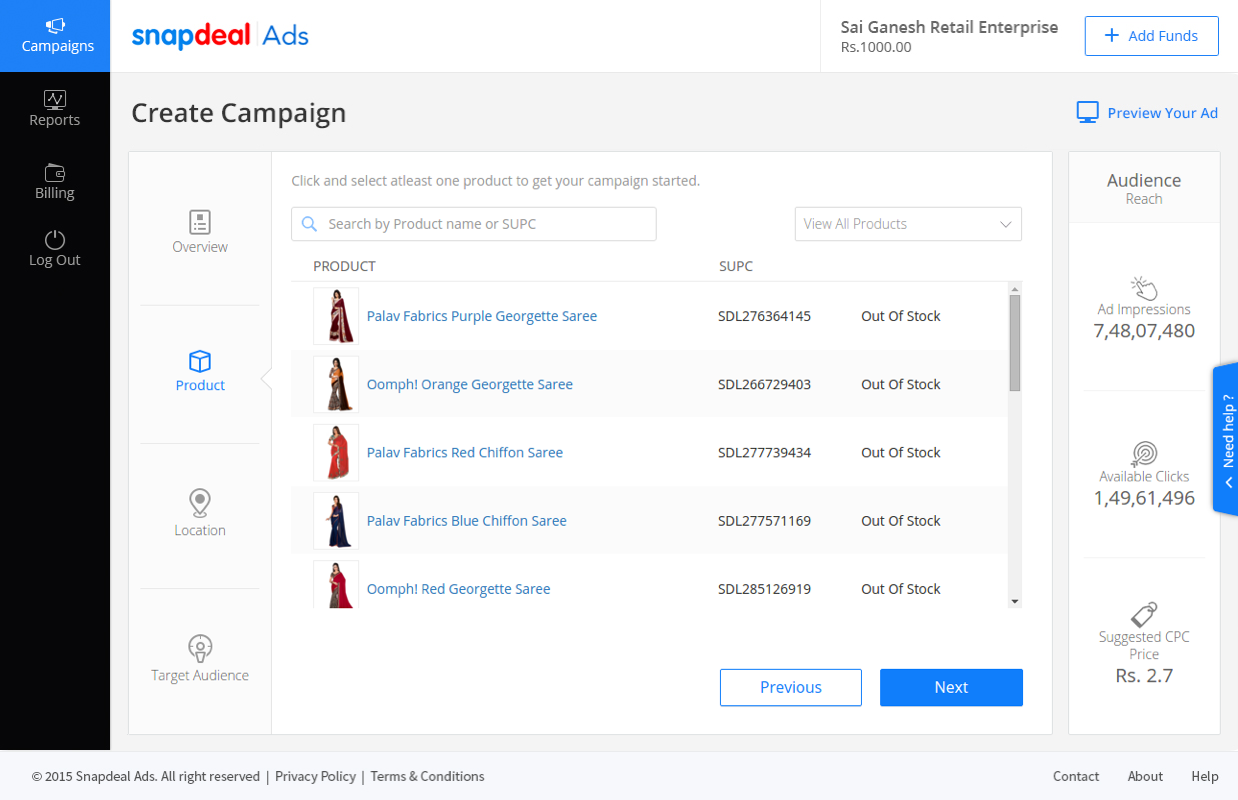 Campaigns
snapdeal Ads
Sai Ganesh Retail Enterprise
Rs.1000.00
+ Add Funds
Reports
Billing
Log Out
Create Campaign
Preview Your Ad
Overview
Product
Location
Target Audience
Click and select atleast one product to get your campaign started.
Search by Product name or SUPC
View All Products
PRODUCT SUPC
Palav Fabrics Purple Georgette Saree SDL276364145 Out Of Stock
Oomph! Orange Georgette Saree SDL266729403 Out Of Stock
Palav Fabrics Red Chiffon Saree SDL277739434 Out Of Stock
Palav Fabrics Blue Chiffon Saree SDL277571169 Out Of Stock
Oomph! Red Georgette Saree SDL285126919 Out Of Stock
Previous
Next
Audience
Reach
Ad Impressions
7,48,07,480
Available Clicks
1,49,61,496
Suggested CPC
Price
Rs. 2.7
Need help ?
© 2015 Snapdeal Ads. All right reserved | Privacy Policy | Terms & Conditions
Contact About Help